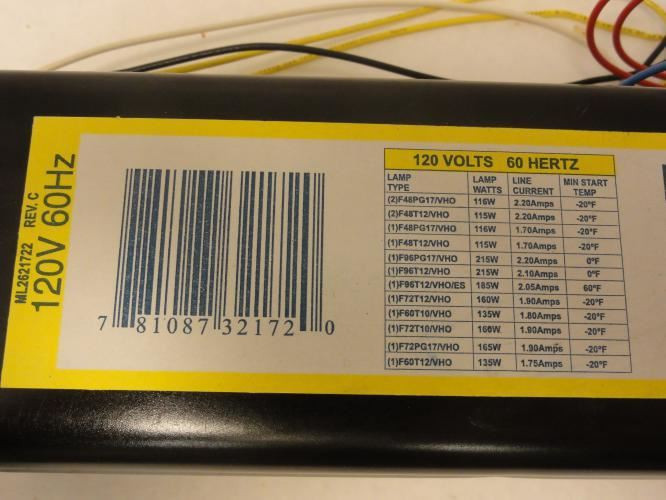 ML2621722 REV. C
120V 60Hz
7 81087 32172 0
120 VOLTS 60 HERTZ
LAMP TYPE LAMP WATTS LINE CURRENT MIN START TEMP
(2)F48PG17/VHO 116W 2.20Amps -20°F
(2)F48T12/VHO 115W 2.20Amps -20°F
(1)F48PG17/VHO 116W 1.70Amps -20°F
(1)F48T12/VHO 115W 1.70Amps -20°F
(1)F96PG17/VHO 215W 2.20Amps 0°F
(1)F96T12/VHO 215W 2.10Amps 0°F
(1)F96T12/VHO/ES 185W 2.05Amps 60°F
(1)F72T12/VHO 160W 1.90Amps -20°F
(1)F60T10/VHO 135W 1.80Amps -20°F
(1)F72T10/VHO 160W 1.90Amps -20°F
(1)F72PG17/VHO 165W 1.90Amps -20°F
(1)F60T12/VHO 135W 1.75Amps -20°F